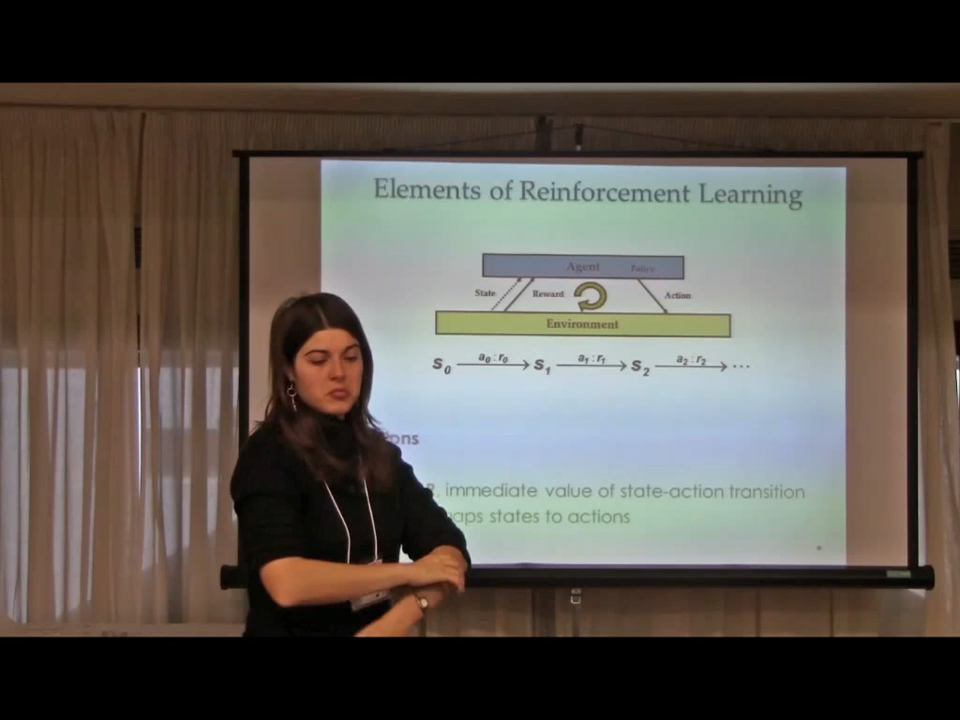 Elements of Reinforcement Learning
Agent Policy
State Reward Action
Environment
s0 a0 : r0 s1 a1 : r1 s2 a2 : r2 ...
ons
R, immediate value of state-action transition
aps states to actions